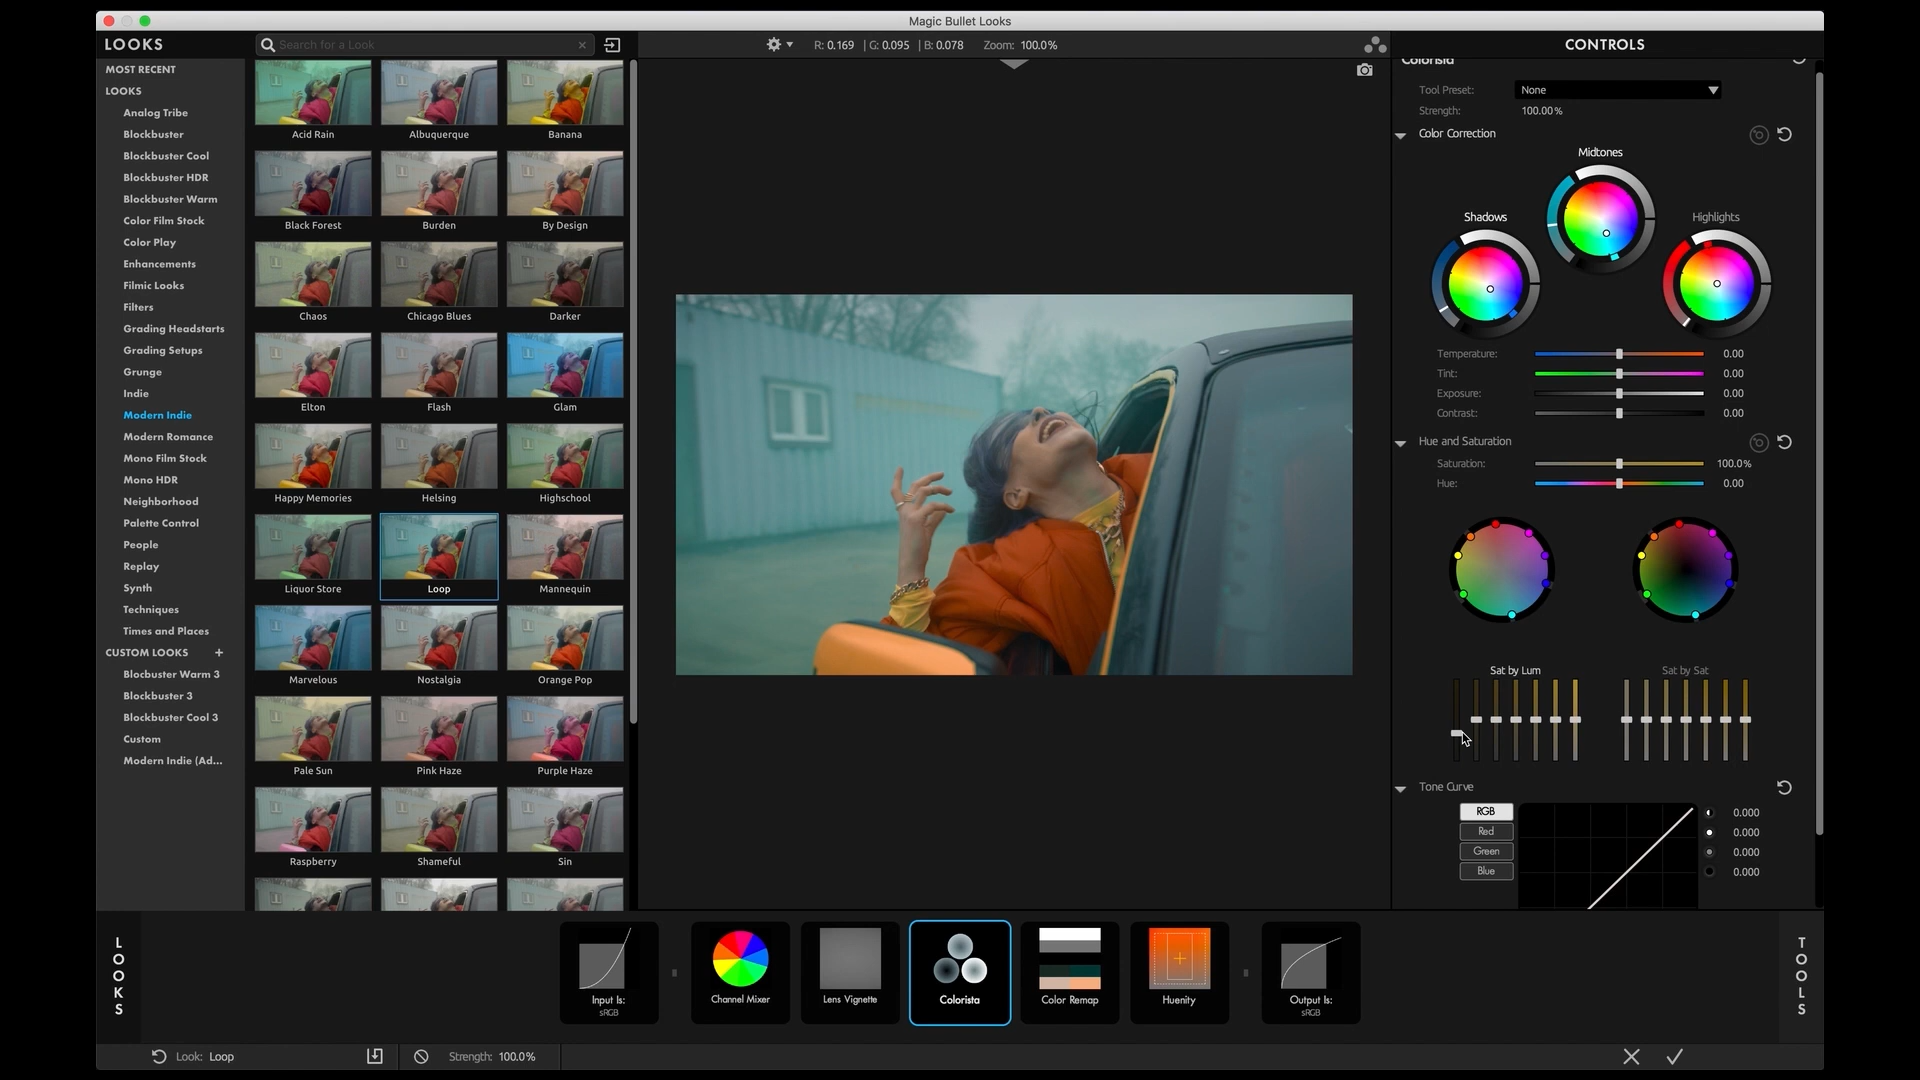 Magic Bullet Looks
LOOKS
Search for a Look
R: 0.169 | G: 0.095 | B: 0.078 Zoom: 100.0%
CONTROLS
MOST RECENT
LOOKS
Analog Tribe
Blockbuster
Blockbuster Cool
Blockbuster HDR
Blockbuster Warm
Color Film Stock
Color Play
Enhancements
Filmic Looks
Filters
Grading Headstarts
Grading Setups
Grunge
Indie
Modern Indie
Modern Romance
Mono Film Stock
Mono HDR
Neighborhood
Palette Control
People
Replay
Synth
Techniques
Times and Places
CUSTOM LOOKS +
Blocbuster Warm 3
Blockbuster 3
Blockbuster Cool 3
Custom
Modern Indie (Ad...
Acid Rain Albuquerque Banana
Black Forest Burden By Design
Chaos Chicago Blues Darker
Elton Flash Glam
Happy Memories Helsing Highschool
Liquor Store Loop Mannequin
Marvelous Nostalgia Orange Pop
Pale Sun Pink Haze Purple Haze
Raspberry Shameful Sin
Colorista
Tool Preset: None
Strength: 100.00%
Color Correction
Midtones
Shadows
Highlights
Temperature: 0.00
Tint: 0.00
Exposure: 0.00
Contrast: 0.00
Hue and Saturation
Saturation: 100.0%
Hue: 0.00
Sat by Lum
Sat by Sat
Tone Curve
RGB
Red
Green
Blue
0.000
0.000
0.000
0.000
LOOKS
Input Is:
sRGB
Channel Mixer
Lens Vignette
Colorista
Color Remap
Huenity
Output Is:
sRGB
TOOLS
Look: Loop
Strength: 100.0%